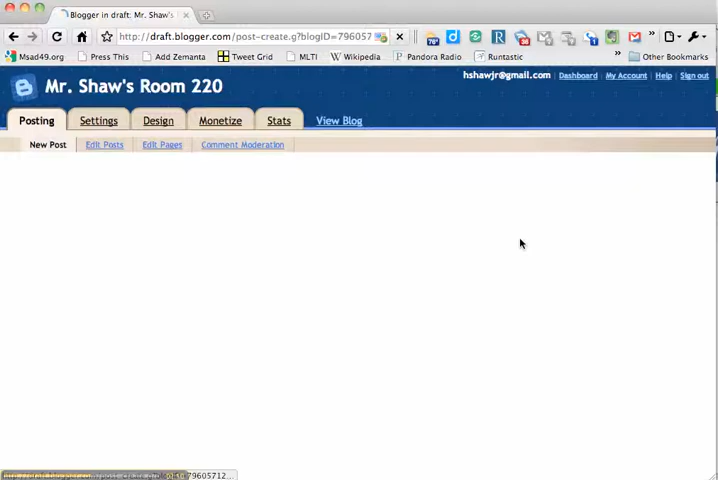 Blogger in draft: Mr. Shaw's
http://draft.blogger.com/post-create.g?blogID=796057
Msad49.org Press This Add Zemanta Tweet Grid MLTI Wikipedia Pandora Radio Runtastic » Other Bookmarks
hshawjr@gmail.com Dashboard My Account Help Sign out
Mr. Shaw's Room 220
Posting Settings Design Monetize Stats View Blog
New Post Edit Posts Edit Pages Comment Moderation